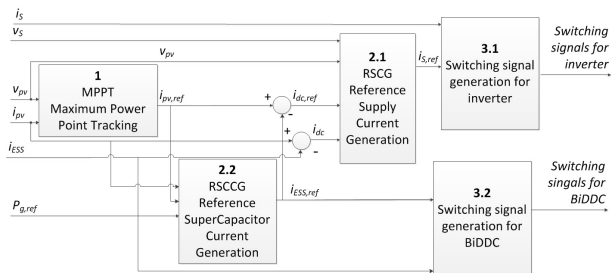 i_S
v_S
v_pv
v_pv
i_pv
i_ESS
P_g,ref
1
MPPT
Maximum Power
Point Tracking
i_pv,ref
+
-
i_dc,ref
+
-
i_dc
2.1
RSCG
Reference
Supply
Current
Generation
i_S,ref
2.2
RSCCG
Reference
SuperCapacitor
Current
Generation
i_ESS,ref
3.1
Switching signal
generation for
inverter
Switching
signals for
inverter
3.2
Switching signal
generation for
BiDDC
Switching
singals for
BiDDC